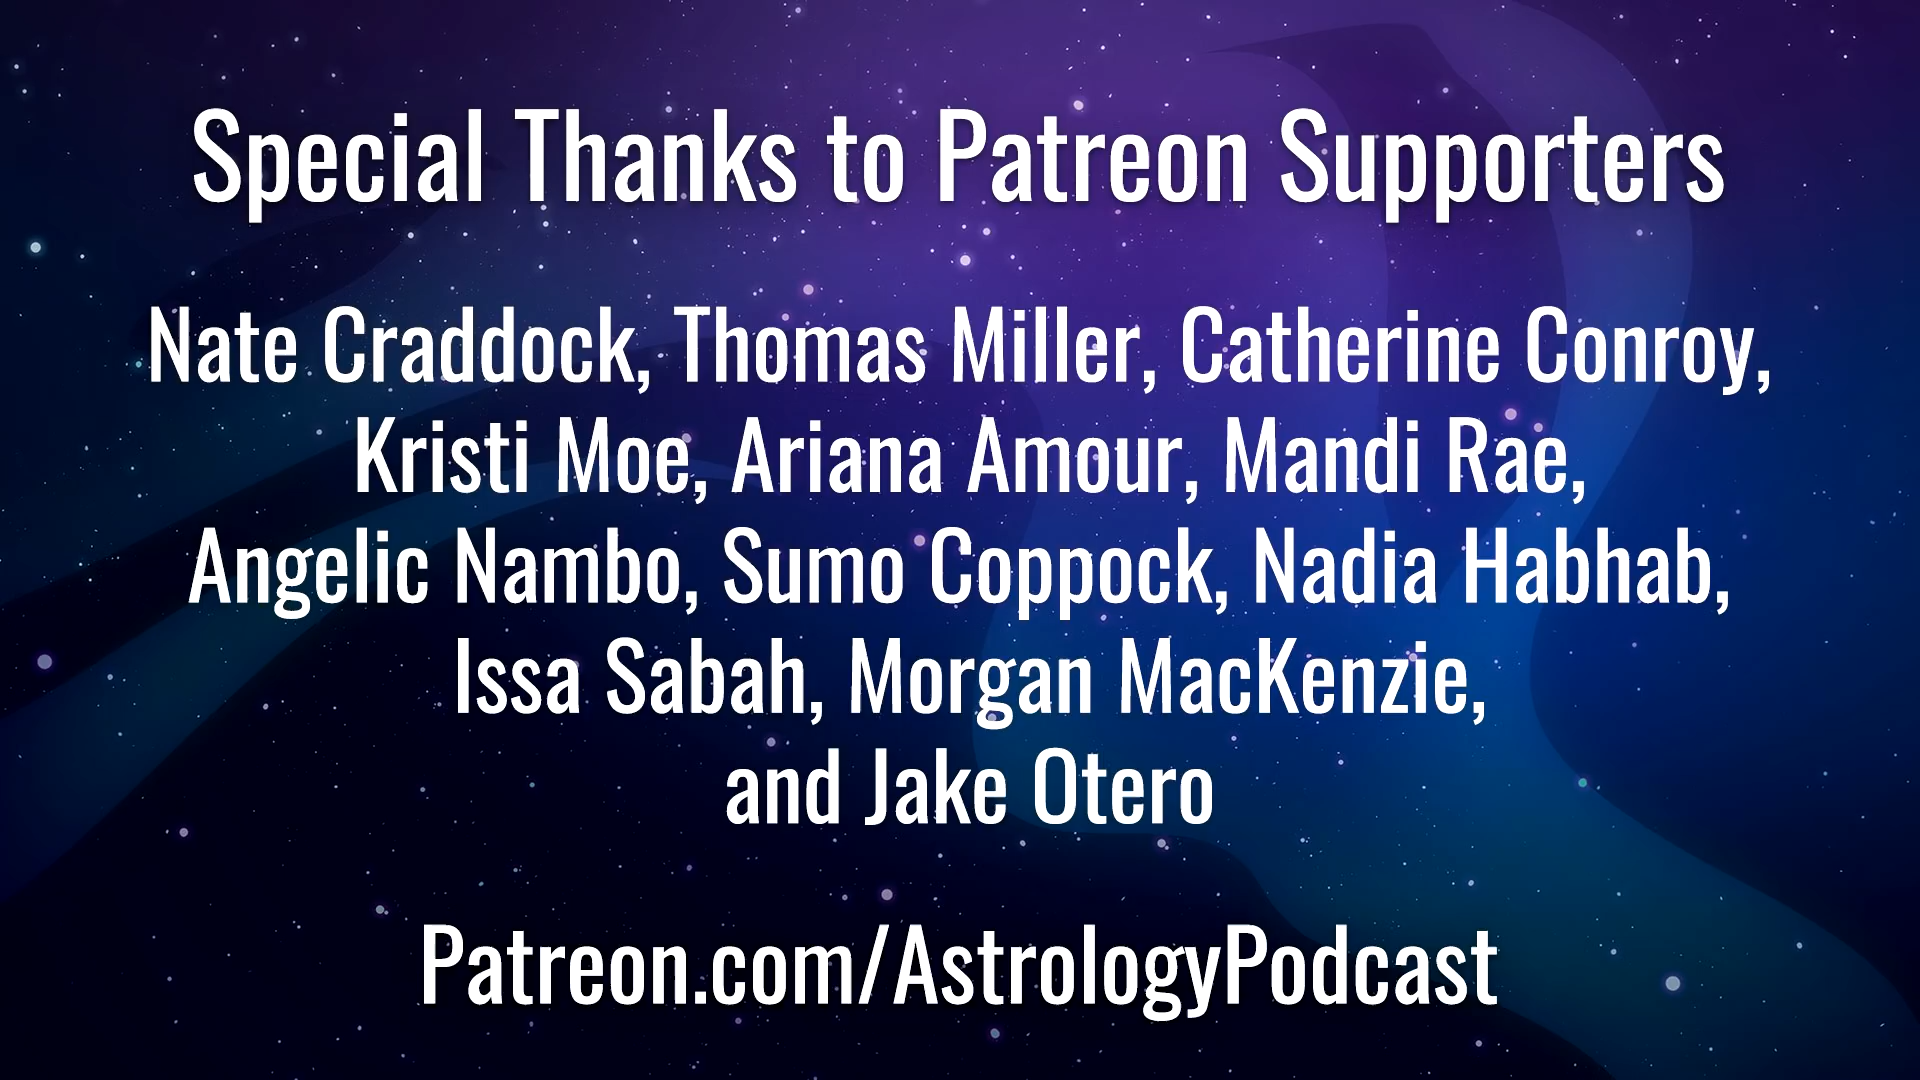 Special Thanks to Patreon Supporters
Nate Craddock, Thomas Miller, Catherine Conroy,
Kristi Moe, Ariana Amour, Mandi Rae,
Angelic Nambo, Sumo Coppock, Nadia Habhab,
Issa Sabah, Morgan MacKenzie,
and Jake Otero
Patreon.com/AstrologyPodcast